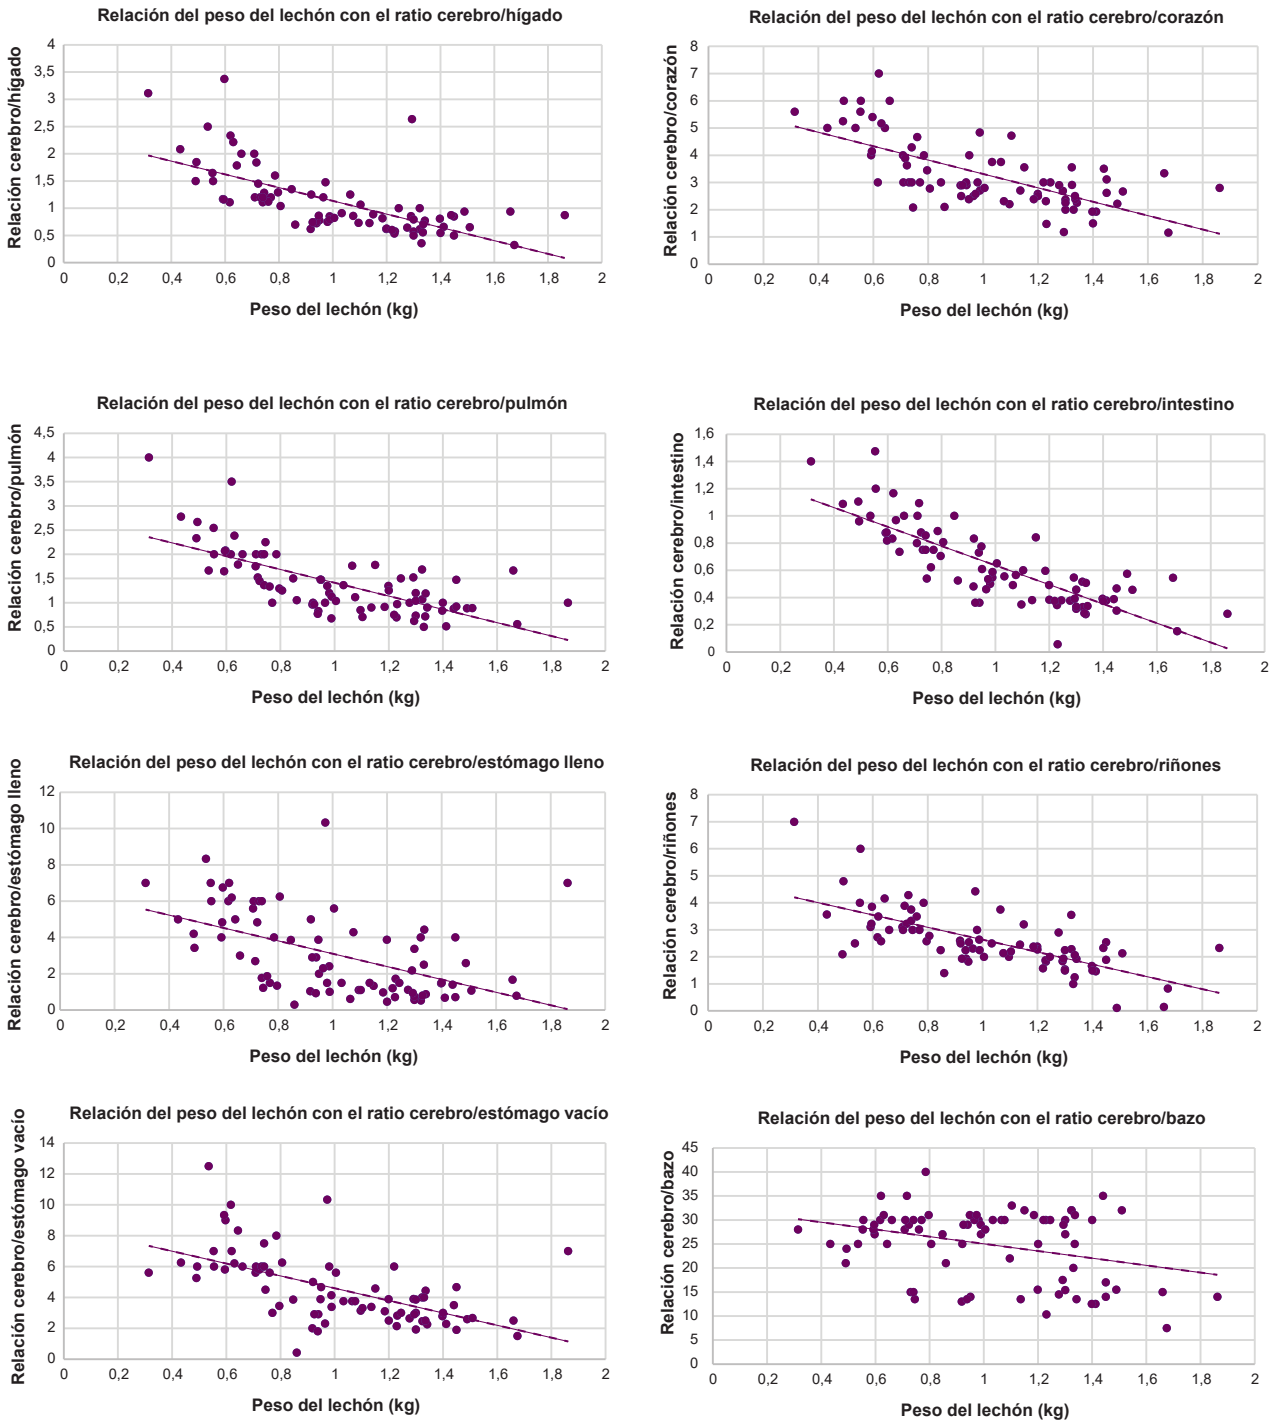 Relación del peso del lechón con el ratio cerebro/hígado
Relación cerebro/hígado
4
3,5
3
2,5
2
1,5
1
0,5
0
0 0,2 0,4 0,6 0,8 1 1,2 1,4 1,6 1,8 2
Peso del lechón (kg)
Relación del peso del lechón con el ratio cerebro/corazón
Relación cerebro/corazón
8
7
6
5
4
3
2
1
0
0 0,2 0,4 0,6 0,8 1 1,2 1,4 1,6 1,8 2
Peso del lechón (kg)
Relación del peso del lechón con el ratio cerebro/pulmón
Relación cerebro/pulmón
4,5
4
3,5
3
2,5
2
1,5
1
0,5
0
0 0,2 0,4 0,6 0,8 1 1,2 1,4 1,6 1,8 2
Peso del lechón (kg)
Relación del peso del lechón con el ratio cerebro/intestino
Relación cerebro/intestino
1,6
1,4
1,2
1
0,8
0,6
0,4
0,2
0
0 0,2 0,4 0,6 0,8 1 1,2 1,4 1,6 1,8 2
Peso del lechón (kg)
Relación del peso del lechón con el ratio cerebro/estómago lleno
Relación cerebro/estómago lleno
12
10
8
6
4
2
0
0 0,2 0,4 0,6 0,8 1 1,2 1,4 1,6 1,8 2
Peso del lechón (kg)
Relación del peso del lechón con el ratio cerebro/riñones
Relación cerebro/riñones
8
7
6
5
4
3
2
1
0
0 0,2 0,4 0,6 0,8 1 1,2 1,4 1,6 1,8 2
Peso del lechón (kg)
Relación del peso del lechón con el ratio cerebro/estómago vacío
Relación cerebro/estómago vacío
14
12
10
8
6
4
2
0
0 0,2 0,4 0,6 0,8 1 1,2 1,4 1,6 1,8 2
Peso del lechón (kg)
Relación del peso del lechón con el ratio cerebro/bazo
Relación cerebro/bazo
45
40
35
30
25
20
15
10
5
0
0 0,2 0,4 0,6 0,8 1 1,2 1,4 1,6 1,8 2
Peso del lechón (kg)